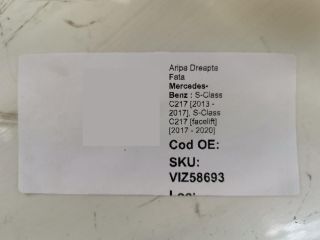 Aripa Dreapta
Fata
Mercedes-
Benz : S-Class
C217 [2013 -
2017], S-Class
C217 [facelift]
[2017 - 2020]
Cod OE:
SKU:
VIZ58693